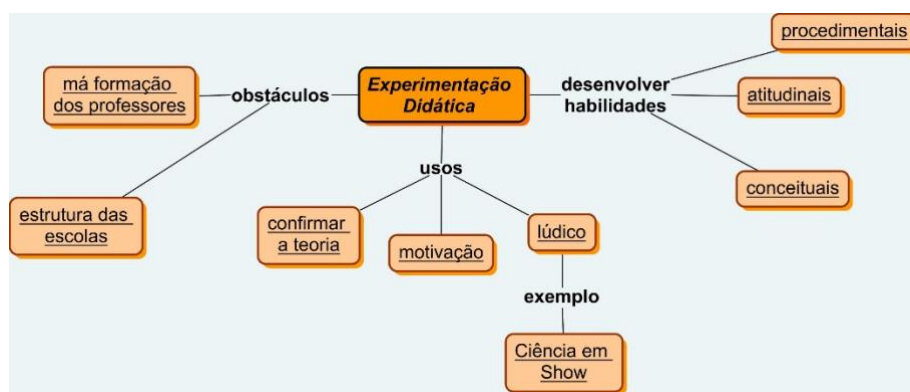 Experimentação
Didática
obstáculos
má formação
dos professores
estrutura das
escolas
usos
confirmar
a teoria
motivação
lúdico
exemplo
Ciência em
Show
desenvolver
habilidades
procedimentais
atitudinais
conceituais